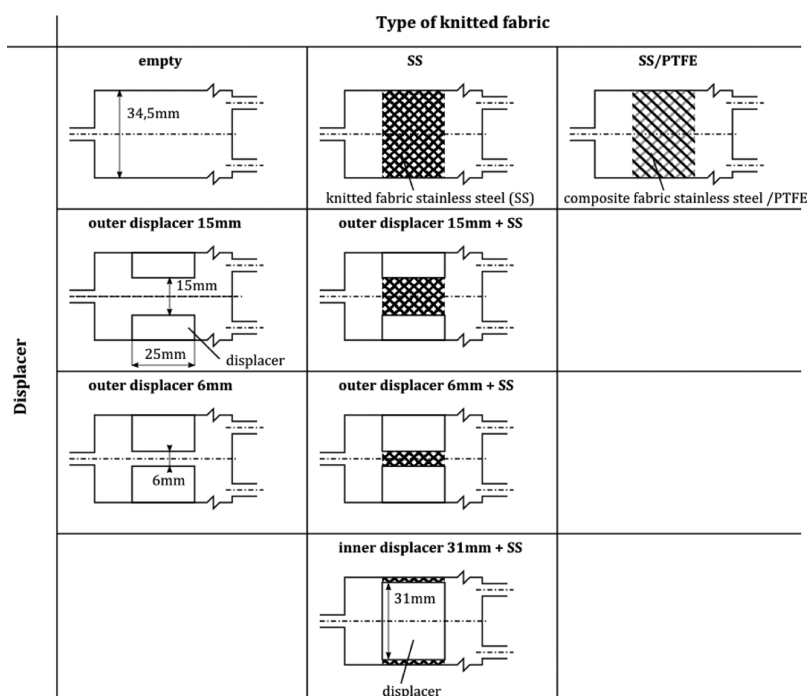 Type of knitted fabric
Displacer
empty
SS
SS/PTFE
34,5mm
knitted fabric stainless steel (SS)
composite fabric stainless steel /PTFE
outer displacer 15mm
outer displacer 15mm + SS
15mm
25mm
displacer
outer displacer 6mm
outer displacer 6mm + SS
6mm
inner displacer 31mm + SS
31mm
displacer